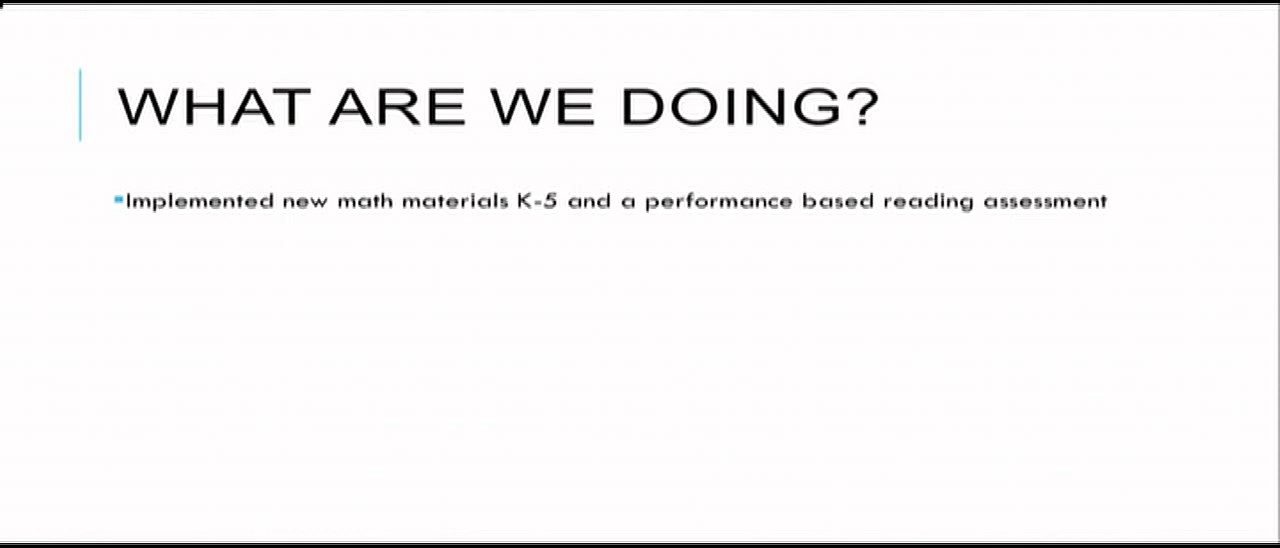 WHAT ARE WE DOING?
Implemented new math materials K-5 and a performance based reading assessment